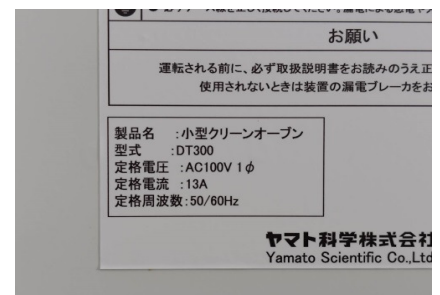 お願い
運転される前に、必ず取扱説明書をお読みのうえ正
使用されないときは装置の漏電ブレーカをお
製品名 :小型クリーンオーブン
型式 :DT300
定格電圧 :AC100V 1φ
定格電流 :13A
定格周波数:50/60Hz
ヤマト科学株式会社
Yamato Scientific Co.,Ltd